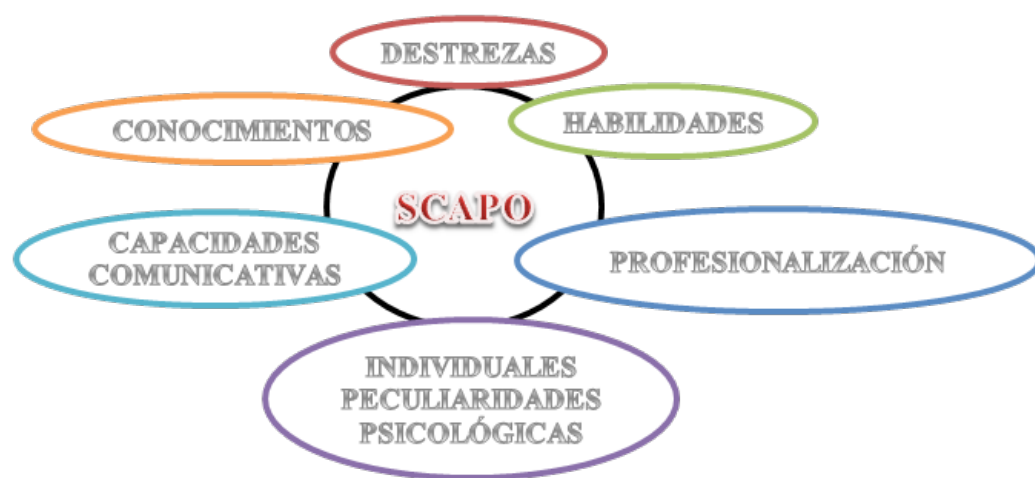 DESTREZAS
CONOCIMIENTOS
HABILIDADES
SCAPO
CAPACIDADES
COMUNICATIVAS
PROFESIONALIZACIÓN
INDIVIDUALES
PECULIARIDADES
PSICOLÓGICAS